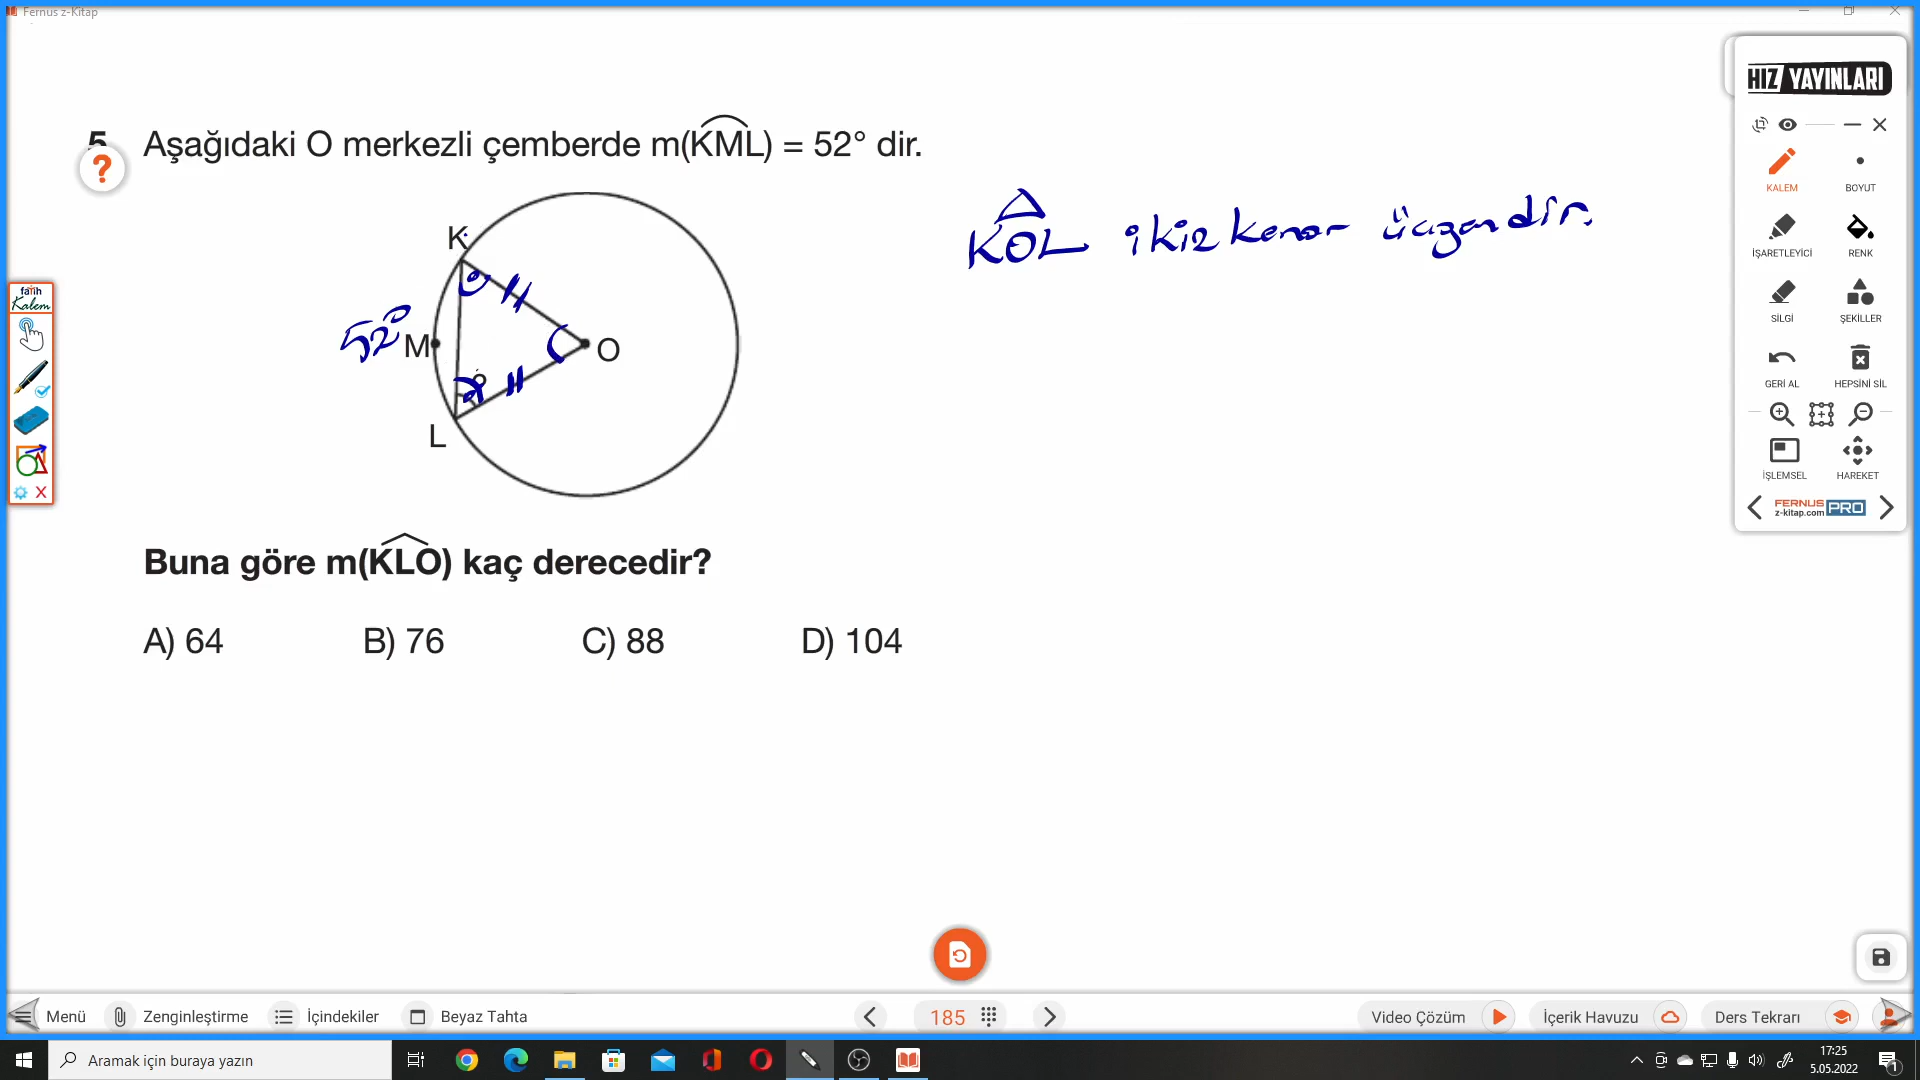 Fernus z-Kitap
HIZ YAYINLARI
5. Aşağıdaki O merkezli çemberde m(KML) = 52° dir.
KOL ikizkenar üçgendir.
K
52°
M
O
L
Buna göre m(KLO) kaç derecedir?
A) 64 B) 76 C) 88 D) 104
fatih
Kalem
KALEM BOYUT
İŞARETLEYİCİ RENK
SİLGİ ŞEKİLLER
GERİ AL HEPSİNİ SİL
İŞLEMSEL HAREKET
FERNUS PRO
z-kitap.com
Menü Zenginleştirme İçindekiler Beyaz Tahta 185 Video Çözüm İçerik Havuzu Ders Tekrarı
Aramak için buraya yazın
17:25
5.05.2022
1